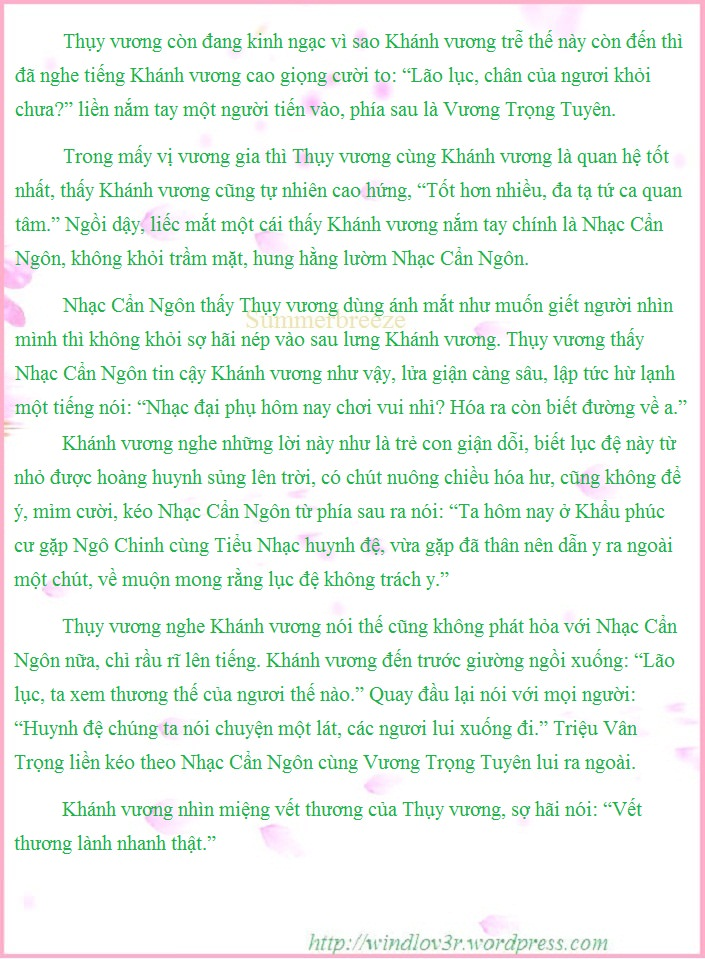 Thụy vương còn đang kinh ngạc vì sao Khánh vương trễ thế này còn đến thì
đã nghe tiếng Khánh vương cao giọng cười to: “Lão lục, chân của ngươi khỏi
chưa?” liền nắm tay một người tiến vào, phía sau là Vương Trọng Tuyên.
Trong mấy vị vương gia thì Thụy vương cùng Khánh vương là quan hệ tốt
nhất, thấy Khánh vương cũng tự nhiên cao hứng, “Tốt hơn nhiều, đa tạ tứ ca quan
tâm.” Ngồi dậy, liếc mắt một cái thấy Khánh vương nắm tay chính là Nhạc Cẩn
Ngôn, không khỏi trầm mặt, hung hằng lườm Nhạc Cẩn Ngôn.
Nhạc Cẩn Ngôn thấy Thụy vương dùng ánh mắt như muốn giết người nhìn
Summerbreeze
mình thì không khỏi sợ hãi nép vào sau lưng Khánh vương. Thụy vương thấy
Nhạc Cẩn Ngôn tin cậy Khánh vương như vậy, lửa giận càng sâu, lập tức hừ lạnh
một tiếng nói: “Nhạc đại phụ hôm nay chơi vui nhỉ? Hóa ra còn biết đường về a.”
Khánh vương nghe những lời này như là trẻ con giận dỗi, biết lục đệ này từ
nhỏ được hoàng huynh sủng lên trời, có chút nuông chiều hóa hư, cũng không để
ý, mỉm cười, kéo Nhạc Cẩn Ngôn từ phía sau ra nói: “Ta hôm nay ở Khẩu phúc
cư gặp Ngô Chinh cùng Tiểu Nhạc huynh đệ, vừa gặp đã thân nên dẫn y ra ngoài
một chút, về muộn mong rằng lục đệ không trách y.”
Thụy vương nghe Khánh vương nói thế cũng không phát hỏa với Nhạc Cẩn
Ngôn nữa, chỉ rầu rĩ lên tiếng. Khánh vương đến trước giường ngồi xuống: “Lão
lục, ta xem thương thế của ngươi thế nào.” Quay đầu lại nói với mọi người:
“Huynh đệ chúng ta nói chuyện một lát, các ngươi lui xuống đi.” Triệu Vân
Trọng liền kéo theo Nhạc Cẩn Ngôn cùng Vương Trọng Tuyên lui ra ngoài.
Khánh vương nhìn miệng vết thương của Thụy vương, sợ hãi nói: “Vết
thương lành nhanh thật.”
http://windlov3r.wordpress.com